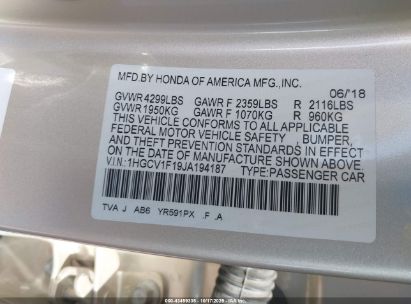 MFD.BY HONDA OF AMERICA MFG.,INC.
06/'18
GVWR 4299LBS GAWR F 2359LBS R 2116LBS
GVWR 1950KG GAWR F 1070KG R 960KG
THIS VEHICLE CONFORMS TO ALL APPLICABLE
FEDERAL MOTOR VEHICLE SAFETY , BUMPER,
AND THEFT PREVENTION STANDARDS IN EFFECT
ON THE DATE OF MANUFACTURE SHOWN ABOVE.
V.I.N:1HGCV1F19JA194187 TYPE:PASSENGER CAR
TVA J AB6 YR591PX .F .A